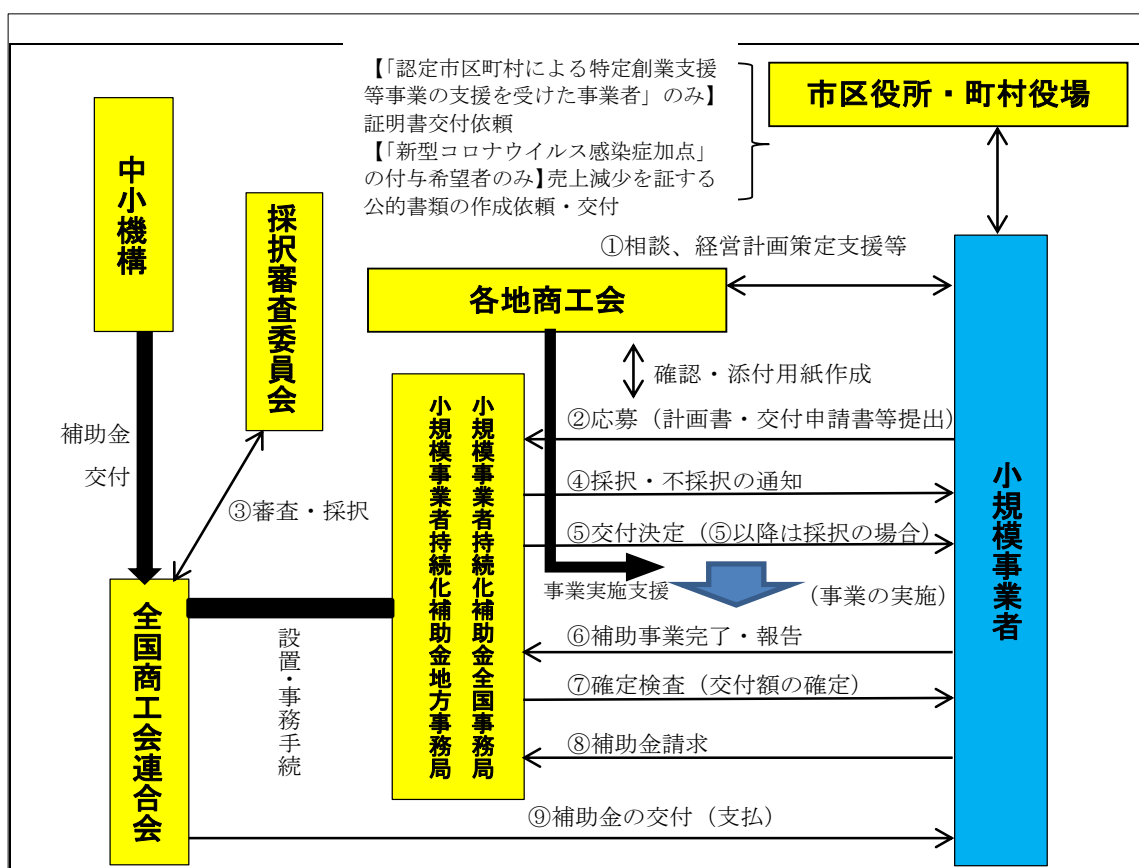 【「認定市区町村による特定創業支援
等事業の支援を受けた事業者」のみ】
証明書交付依頼
【「新型コロナウイルス感染症加点」
の付与希望者のみ】売上減少を証する
公的書類の作成依頼・交付
市区役所・町村役場
中小機構
採択審査委員会
①相談、経営計画策定支援等
各地商工会
確認・添付用紙作成
補助金
交付
③審査・採択
②応募（計画書・交付申請書等提出）
④採択・不採択の通知
⑤交付決定（⑤以降は採択の場合）
事業実施支援
（事業の実施）
小規模事業者持続化補助金全国事務局
小規模事業者持続化補助金地方事務局
小規模事業者
全国商工会連合会
設置・事務手続
⑥補助事業完了・報告
⑦確定検査（交付額の確定）
⑧補助金請求
⑨補助金の交付（支払）